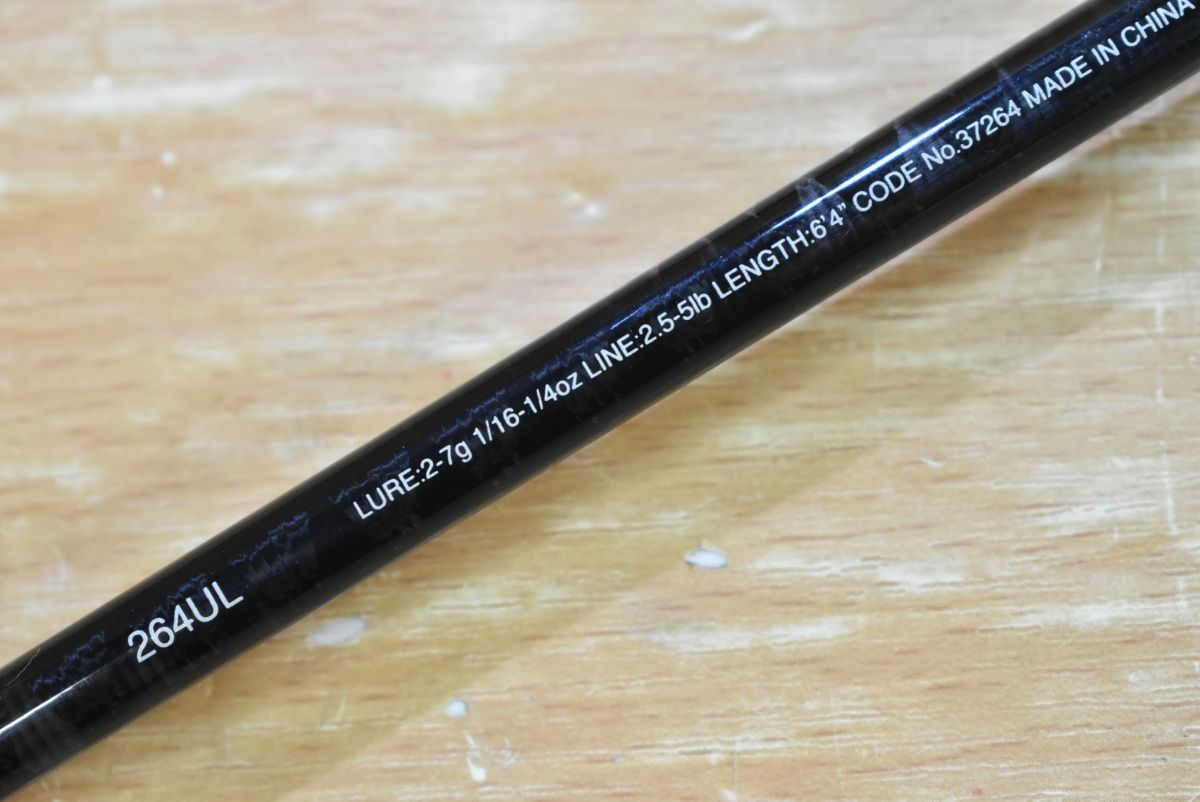 264UL
LURE:2-7g 1/16-1/4oz LINE:2.5-5lb LENGTH:6'4" CODE No.37264 MADE IN CHINA